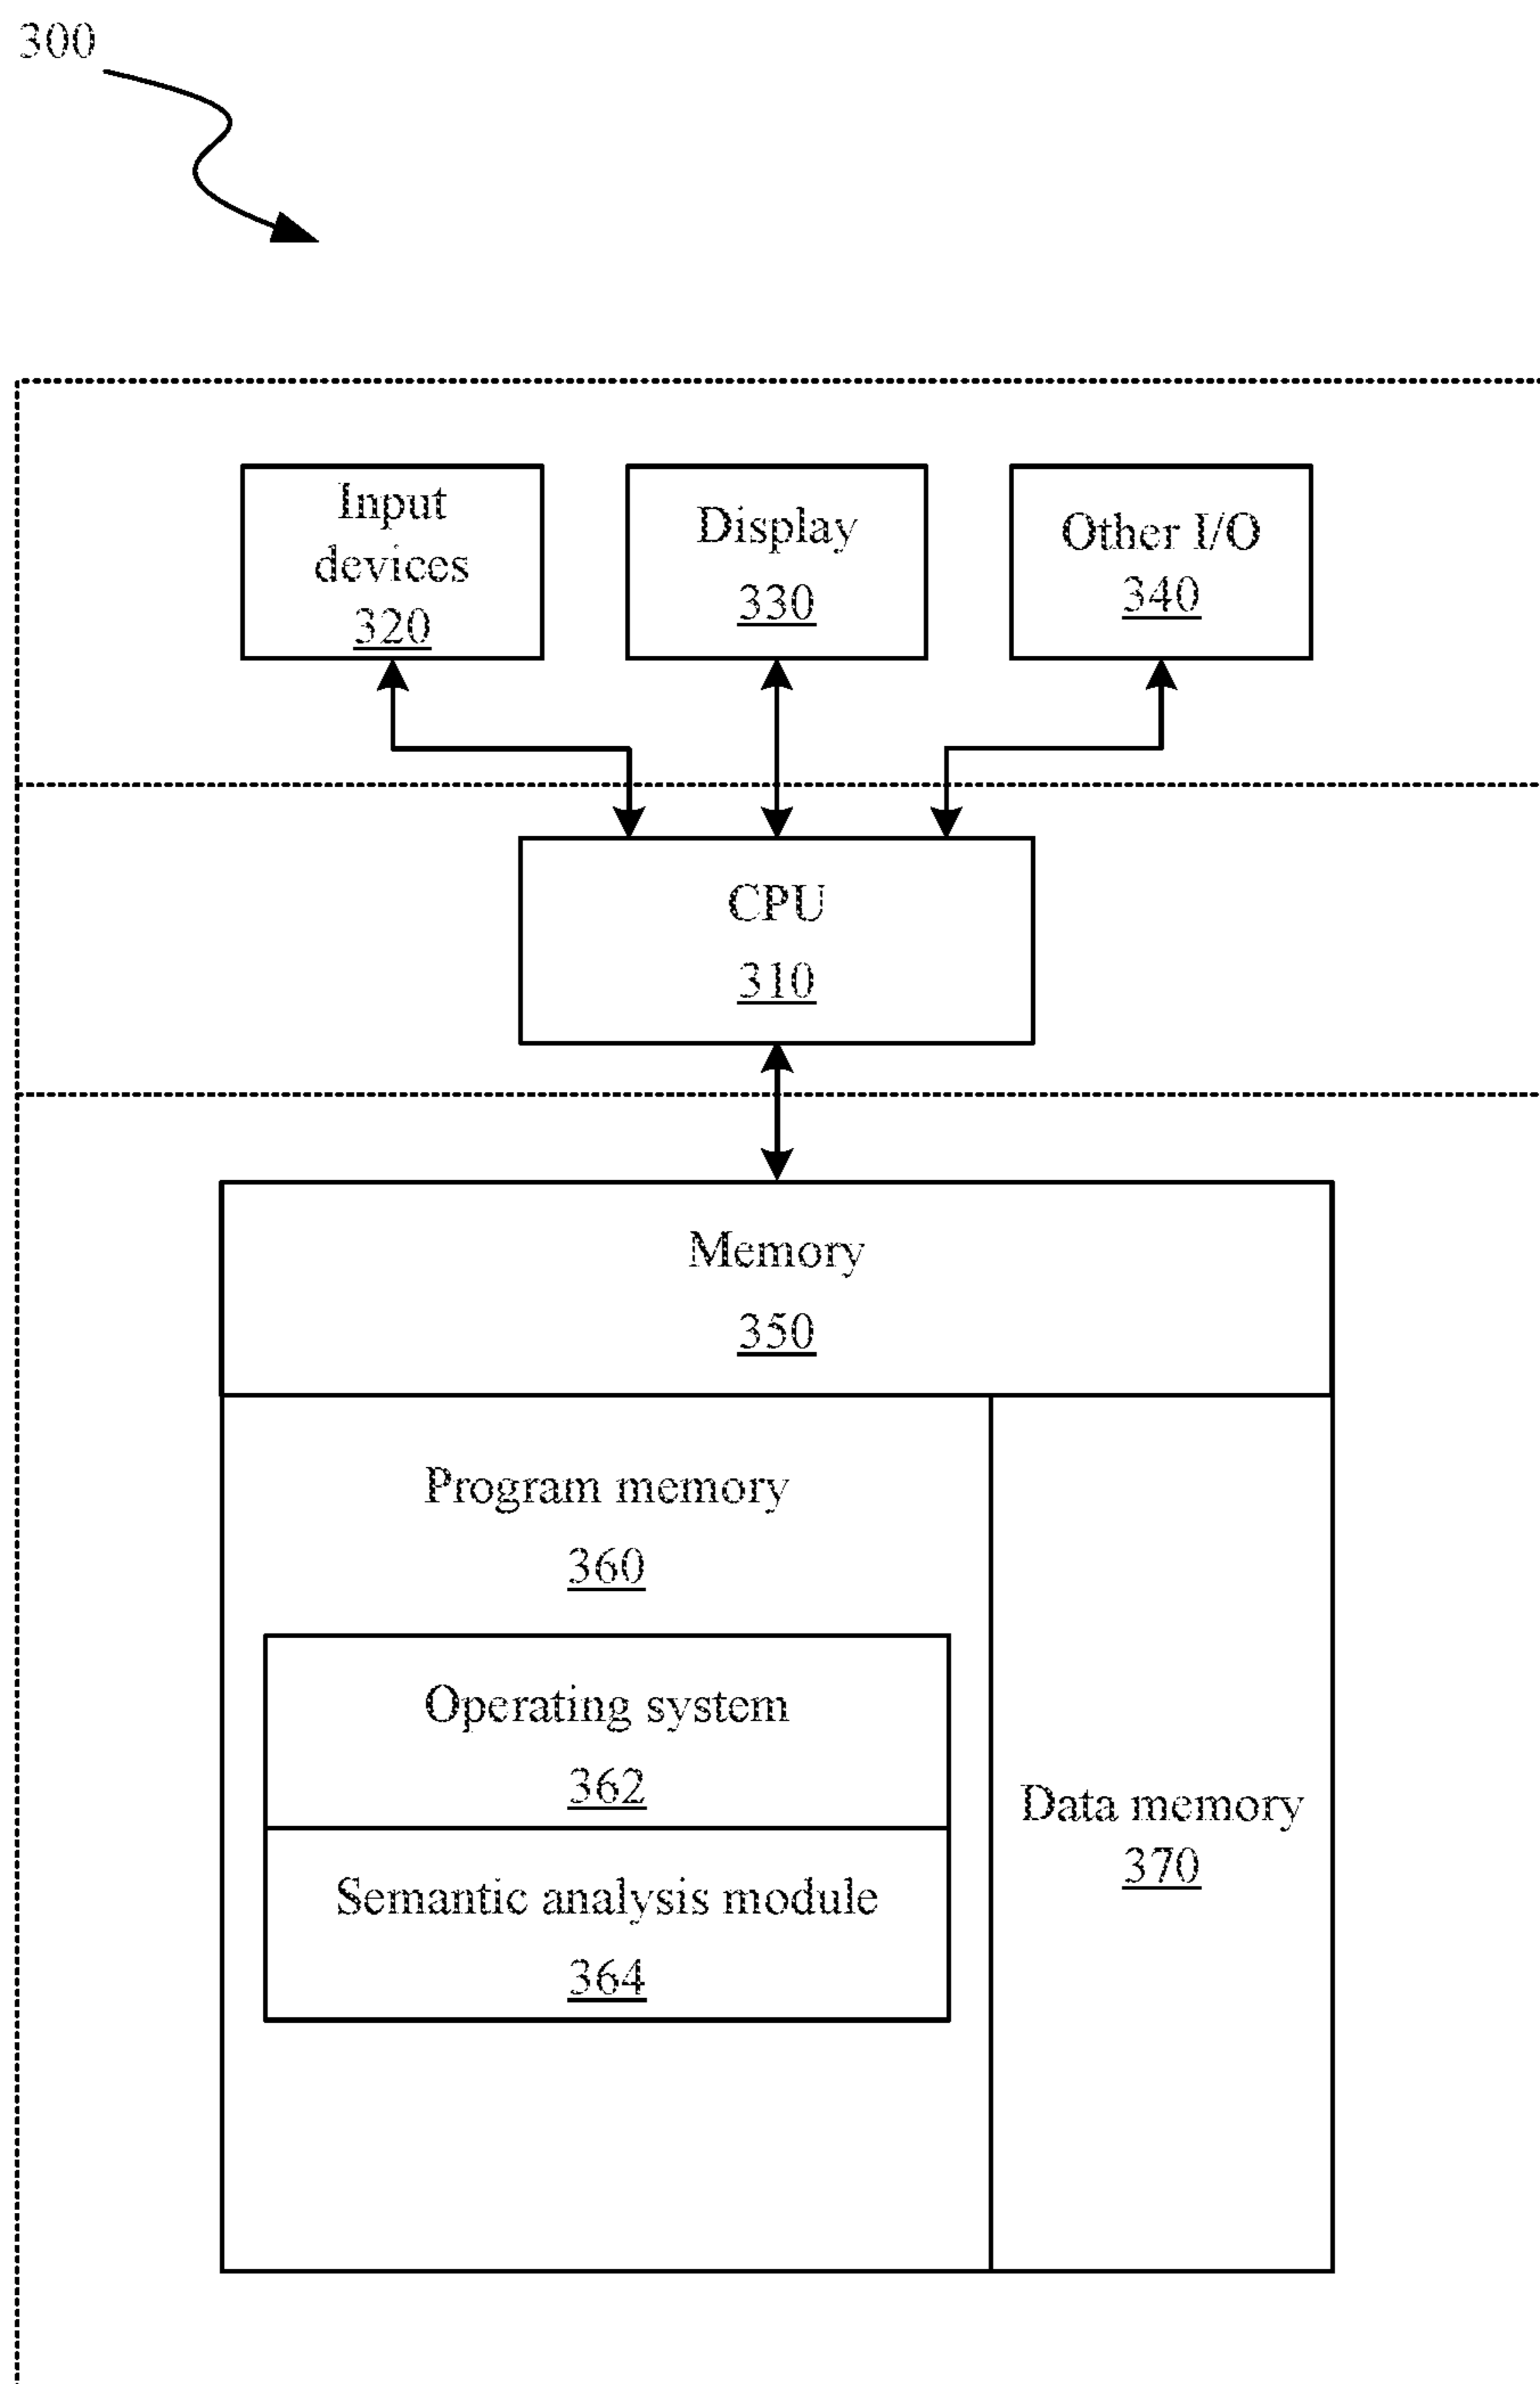 300
Input
devices
320
Display
330
Other I/O
340
CPU
310
Memory
350
Program memory
360
Operating system
362
Semantic analysis module
364
Data memory
370